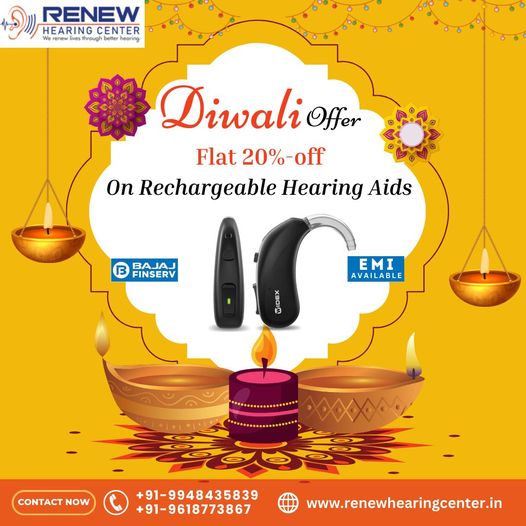 RENEW
HEARING CENTER
We renew lives through better hearing.
Diwali Offer
Flat 20%-off
On Rechargeable Hearing Aids
B BAJAJ
FINSERV
EMI
AVAILABLE
WIDEX
CONTACT NOW
+91-9948435839
+91-9618773867
www.renewhearingcenter.in